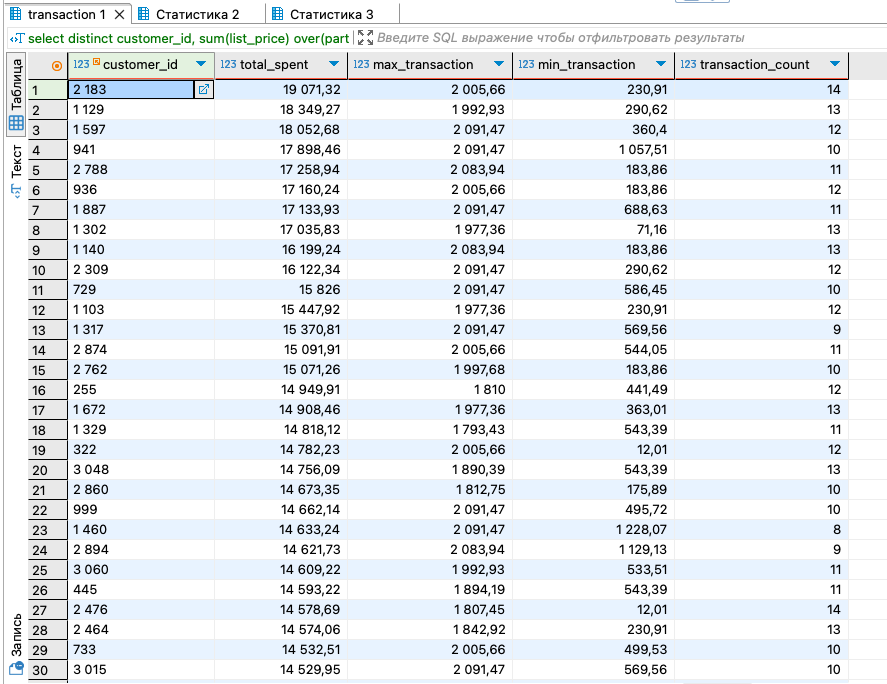 transaction 1 Статистика 2 Статистика 3
select distinct customer_id, sum(list_price) over(part Введите SQL выражение чтобы отфильтровать результаты
Таблица
Текст
Запись
123 customer_id 123 total_spent 123 max_transaction 123 min_transaction 123 transaction_count
1 2 183 19 071,32 2 005,66 230,91 14
2 1 129 18 349,27 1 992,93 290,62 13
3 1 597 18 052,68 2 091,47 360,4 12
4 941 17 898,46 2 091,47 1 057,51 10
5 2 788 17 258,94 2 083,94 183,86 11
6 936 17 160,24 2 005,66 183,86 12
7 1 887 17 133,93 2 091,47 688,63 11
8 1 302 17 035,83 1 977,36 71,16 13
9 1 140 16 199,24 2 083,94 183,86 13
10 2 309 16 122,34 2 091,47 290,62 12
11 729 15 826 2 091,47 586,45 10
12 1 103 15 447,92 1 977,36 230,91 12
13 1 317 15 370,81 2 091,47 569,56 9
14 2 874 15 091,91 2 005,66 544,05 11
15 2 762 15 071,26 1 997,68 183,86 10
16 255 14 949,91 1 810 441,49 12
17 1 672 14 908,46 1 977,36 363,01 13
18 1 329 14 818,12 1 793,43 543,39 11
19 322 14 782,23 2 005,66 12,01 12
20 3 048 14 756,09 1 890,39 543,39 13
21 2 860 14 673,35 1 812,75 175,89 10
22 999 14 662,14 2 091,47 495,72 10
23 1 460 14 633,24 2 091,47 1 228,07 8
24 2 894 14 621,73 2 083,94 1 129,13 9
25 3 060 14 609,22 1 992,93 533,51 11
26 445 14 593,22 1 894,19 543,39 11
27 2 476 14 578,69 1 807,45 12,01 14
28 2 464 14 574,06 1 842,92 230,91 13
29 733 14 532,51 2 005,66 499,53 10
30 3 015 14 529,95 2 091,47 569,56 10